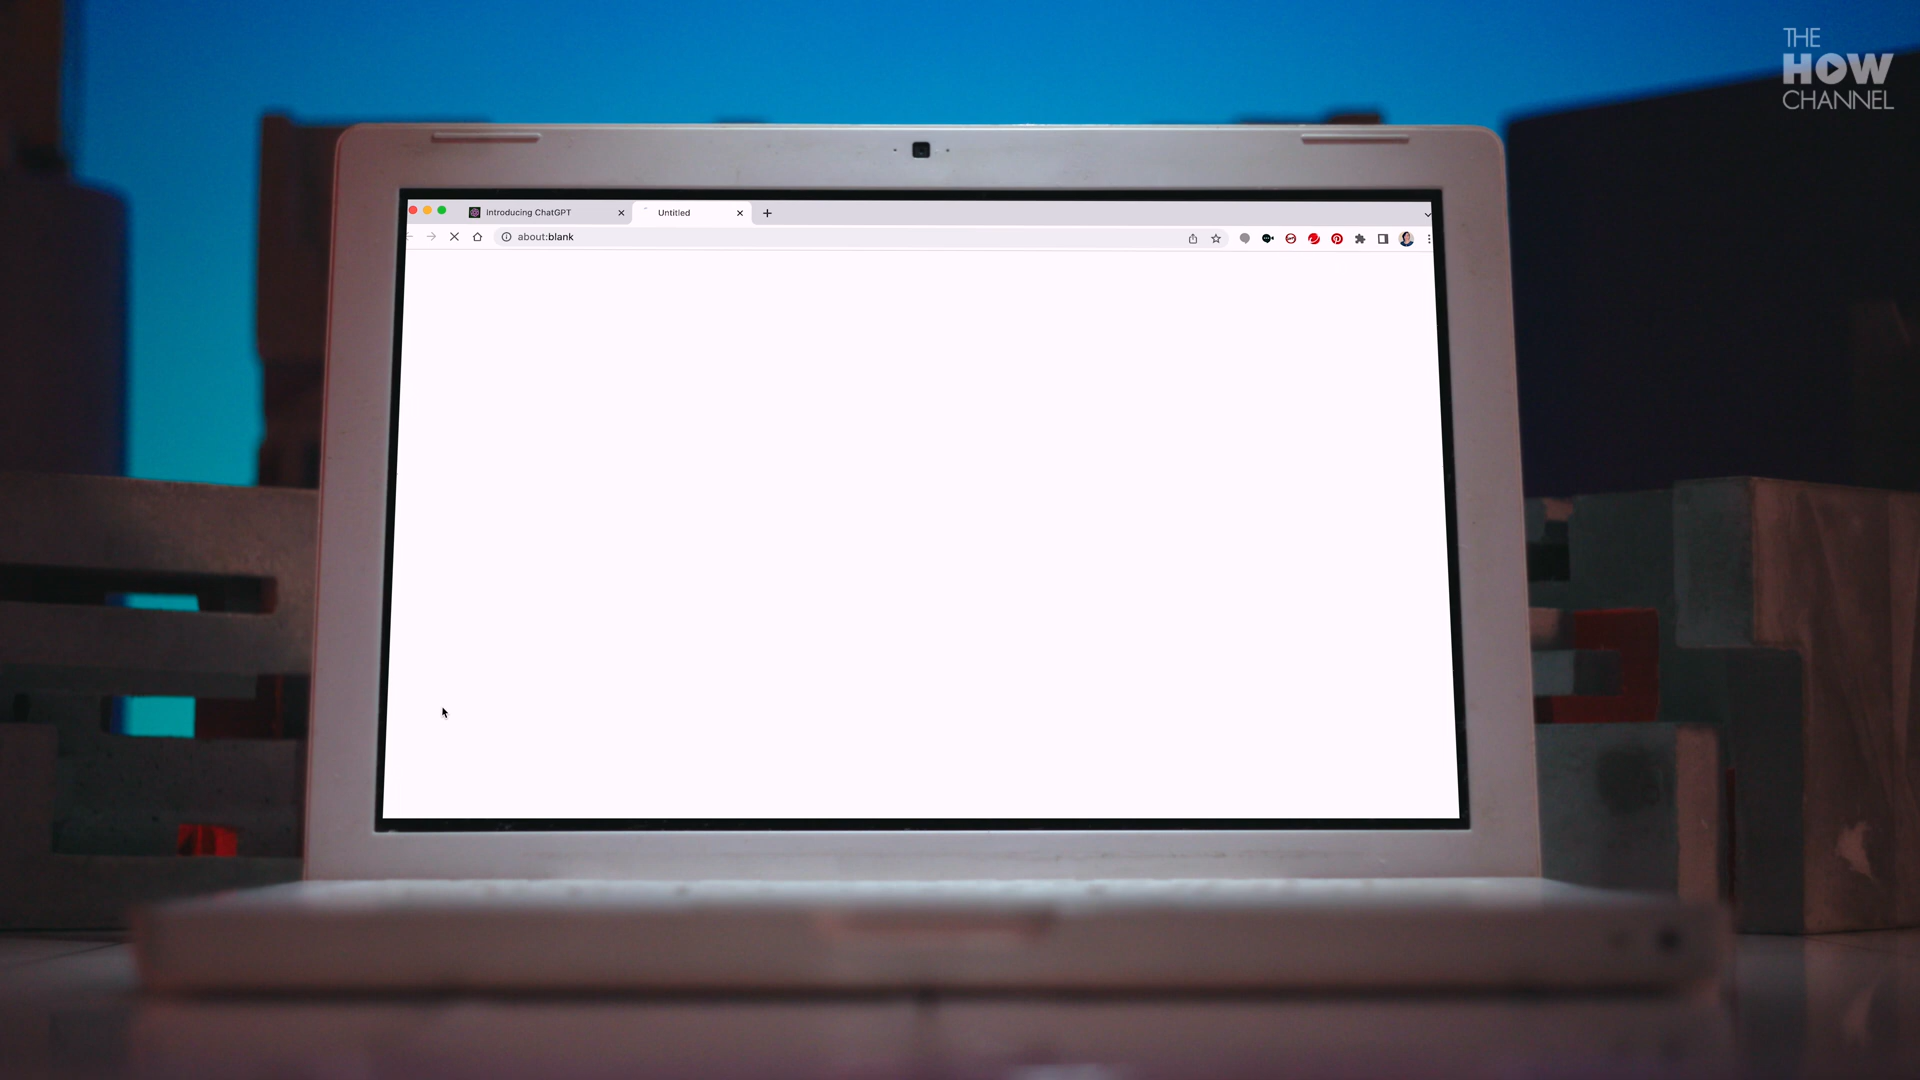 THE
HOW
CHANNEL
Introducing ChatGPT
Untitled
about:blank